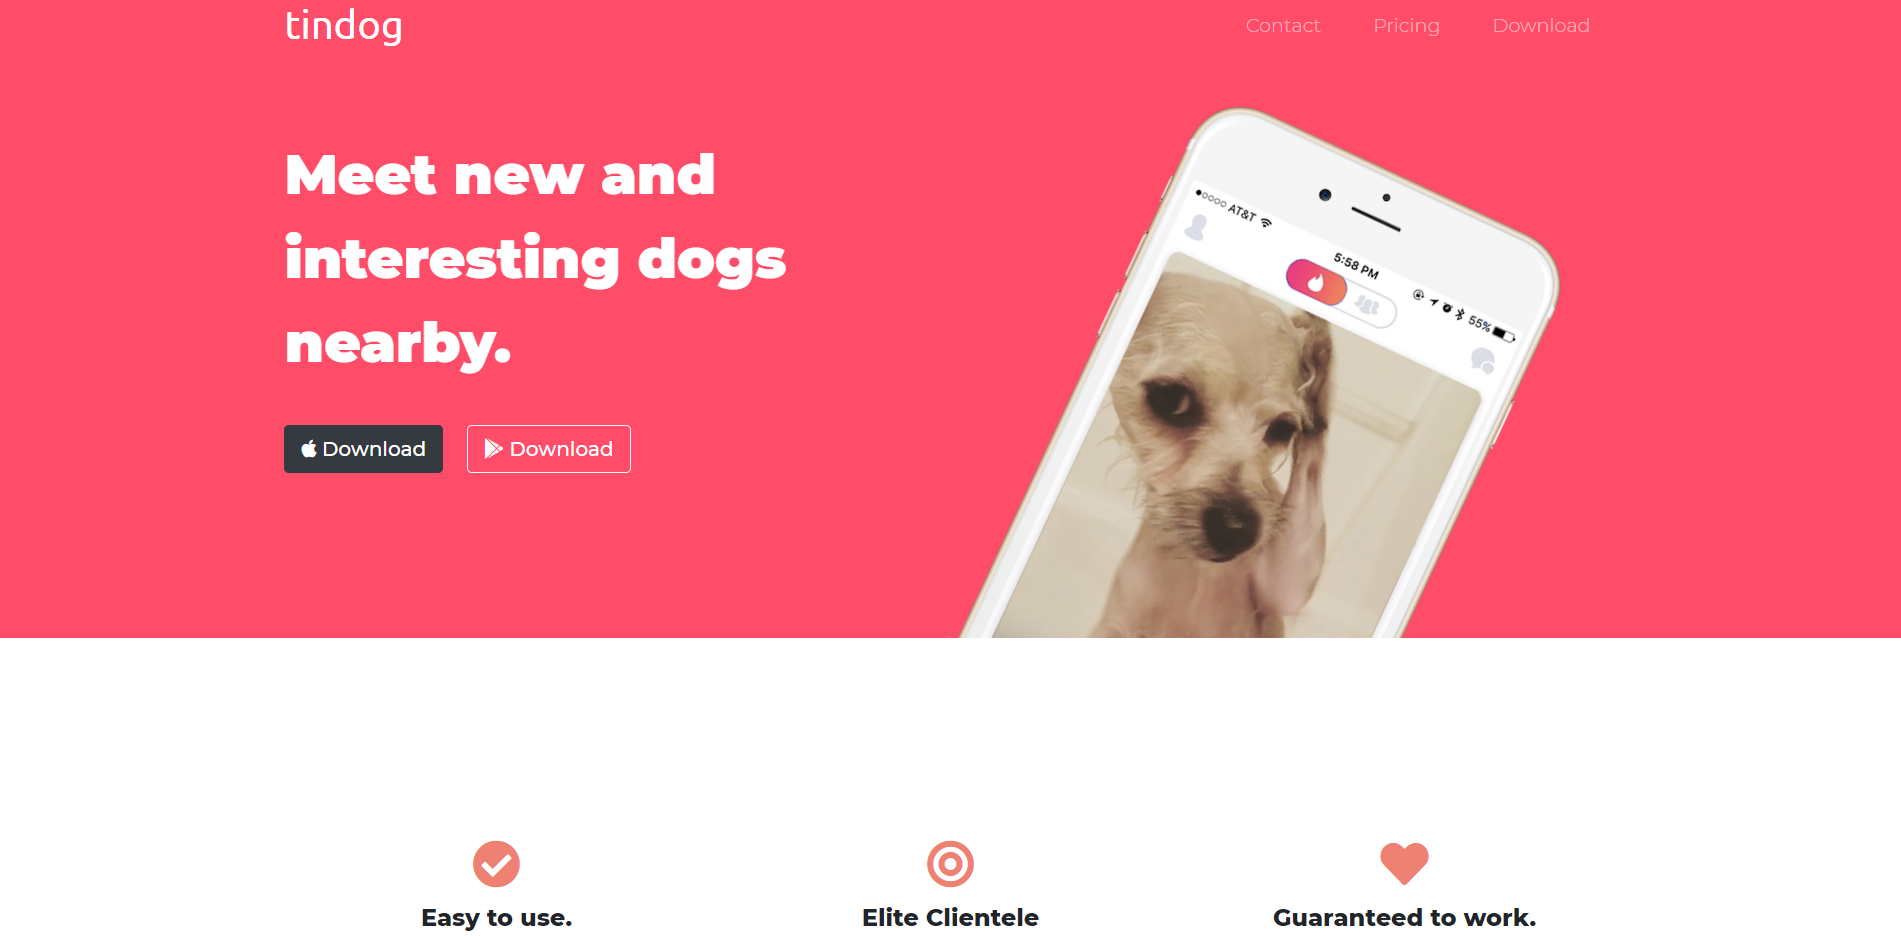 tindog
Contact
Pricing
Download
Meet new and
interesting dogs
nearby.
Download
Download
AT&T
5:58 PM
55%
Easy to use.
Elite Clientele
Guaranteed to work.